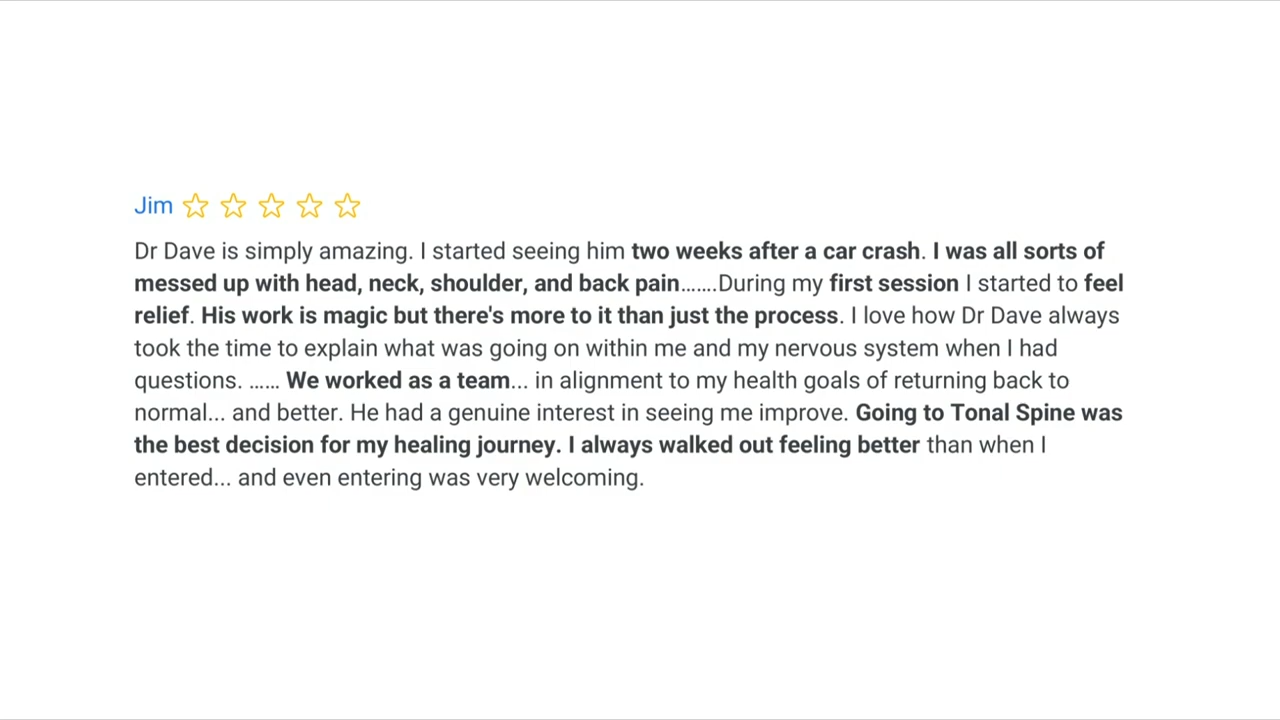 Jim
Dr Dave is simply amazing. I started seeing him two weeks after a car crash. I was all sorts of
messed up with head, neck, shoulder, and back pain.......During my first session I started to feel
relief. His work is magic but there's more to it than just the process. I love how Dr Dave always
took the time to explain what was going on within me and my nervous system when I had
questions. ...... We worked as a team... in alignment to my health goals of returning back to
normal... and better. He had a genuine interest in seeing me improve. Going to Tonal Spine was
the best decision for my healing journey. I always walked out feeling better than when I
entered... and even entering was very welcoming.